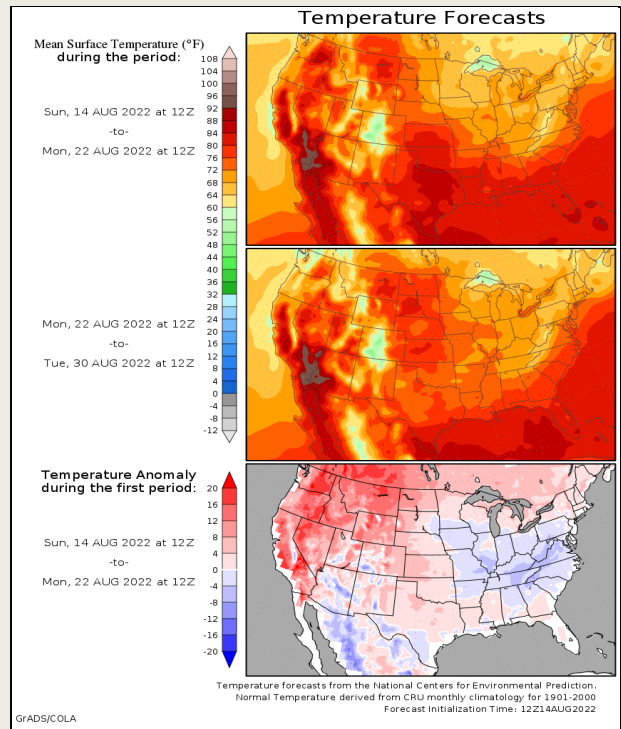 Temperature Forecasts
Mean Surface Temperature (°F)
during the period:
Sun, 14 AUG 2022 at 12Z
-to-
Mon, 22 AUG 2022 at 12Z
108
104
100
96
92
88
84
80
76
72
68
64
60
56
52
48
44
40
36
32
28
24
20
16
12
8
4
0
-4
-8
-12
Mon, 22 AUG 2022 at 12Z
-to-
Tue, 30 AUG 2022 at 12Z
Temperature Anomaly
during the first period:
Sun, 14 AUG 2022 at 12Z
-to-
Mon, 22 AUG 2022 at 12Z
20
16
12
8
4
0
-4
-8
-12
-16
-20
Temperature forecasts from the National Centers for Environmental Prediction.
Normal Temperature derived from CRU monthly climatology for 1901-2000
Forecast Initialization Time: 12Z14AUG2022
GrADS/COLA